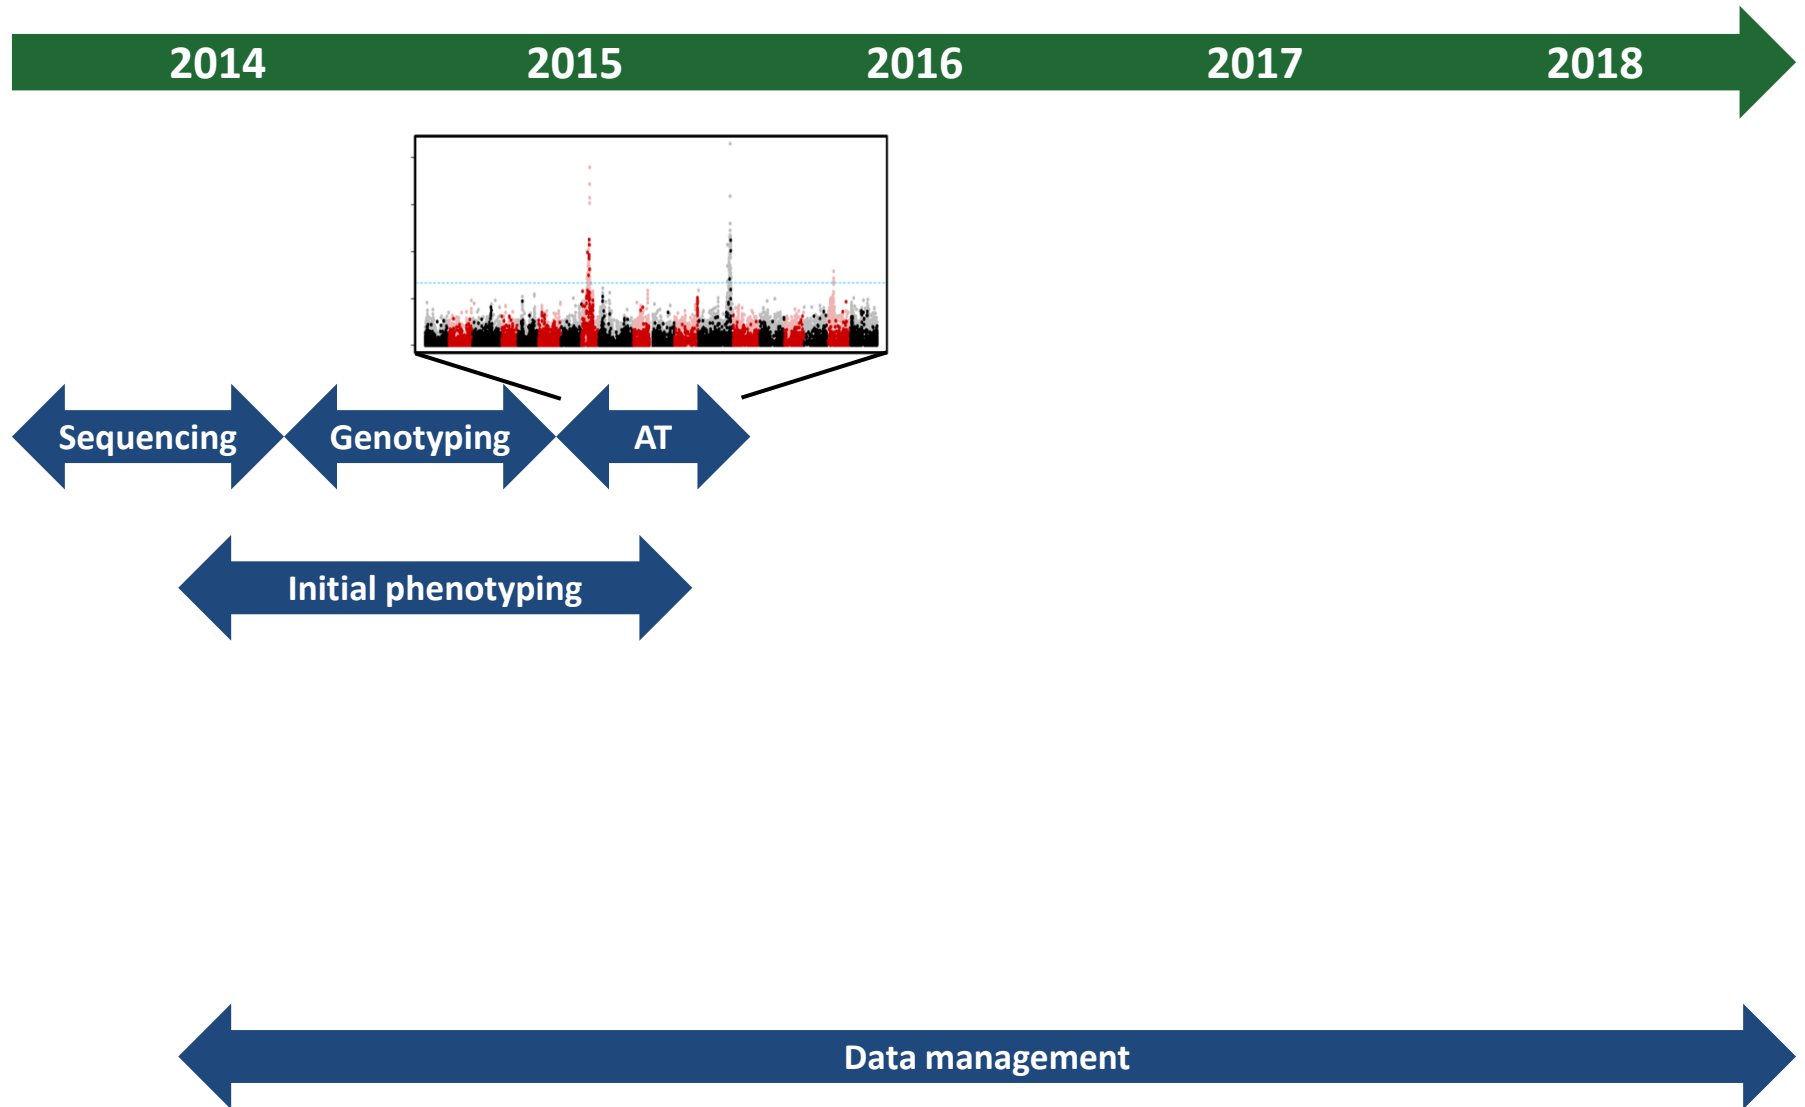 2014 2015 2016 2017 2018
Sequencing Genotyping AT
Initial phenotyping
Data management